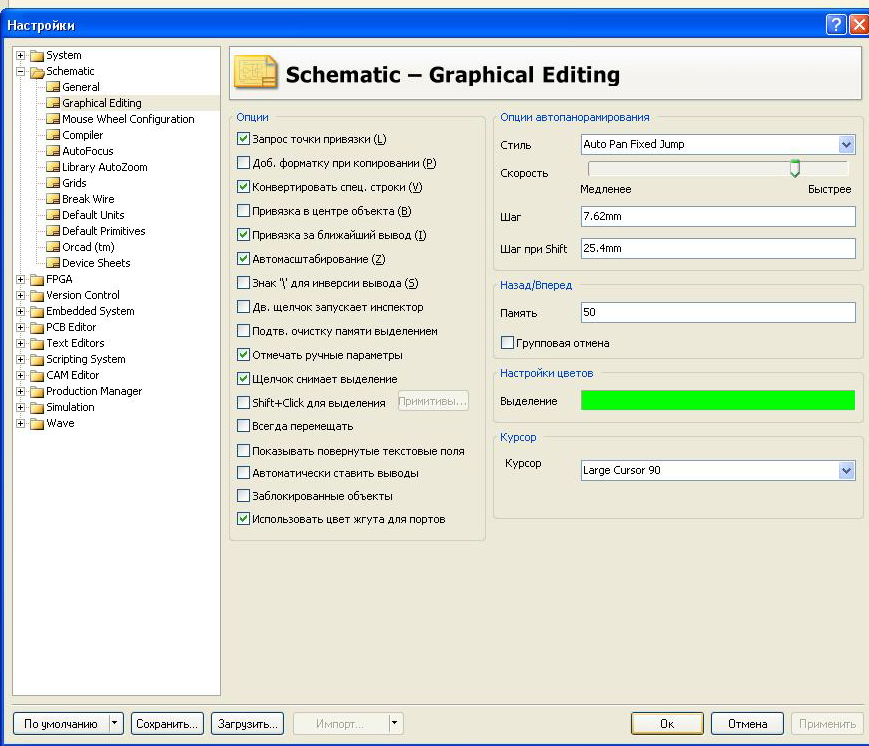 Настройки
System
Schematic
General
Graphical Editing
Mouse Wheel Configuration
Compiler
AutoFocus
Library AutoZoom
Grids
Break Wire
Default Units
Default Primitives
Orcad (tm)
Device Sheets
FPGA
Version Control
Embedded System
PCB Editor
Text Editors
Scripting System
CAM Editor
Production Manager
Simulation
Wave
Schematic – Graphical Editing
Опции
Запрос точки привязки (L)
Доб. форматку при копировании (P)
Конвертировать спец. строки (V)
Привязка в центре объекта (B)
Привязка за ближайший вывод (I)
Автомасштабирование (Z)
Знак '\' для инверсии вывода (S)
Дв. щелчок запускает инспектор
Подтв. очистку памяти выделением
Отмечать ручные параметры
Щелчок снимает выделение
Shift+Click для выделения Примитивы...
Всегда перемещать
Показывать повернутые текстовые поля
Автоматически ставить выводы
Заблокированные объекты
Использовать цвет жгута для портов
Опции автопанорамирования
Стиль Auto Pan Fixed Jump
Скорость
Медленее Быстрее
Шаг 7.62mm
Шаг при Shift 25.4mm
Назад/Вперед
Память 50
Групповая отмена
Настройки цветов
Выделение
Курсор
Курсор Large Cursor 90
По умолчанию Сохранить... Загрузить... Импорт... Ок Отмена Применить